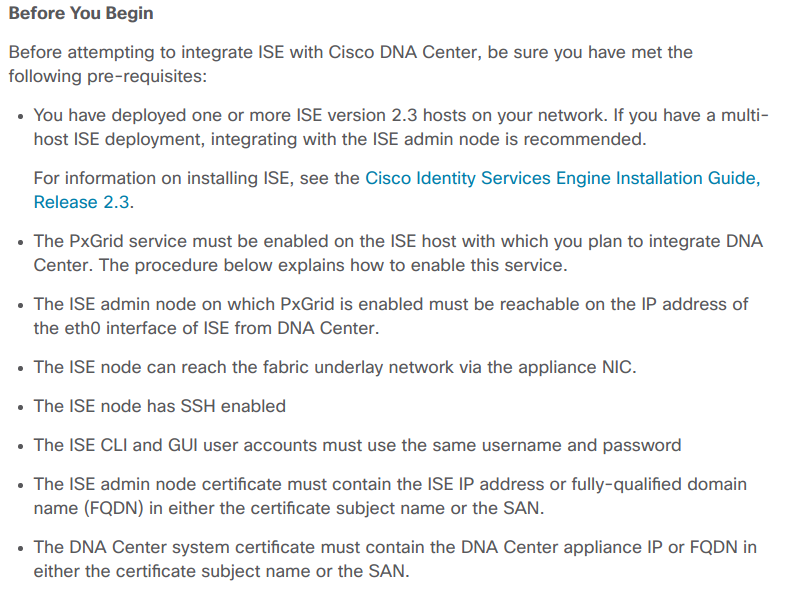 Before You Begin
Before attempting to integrate ISE with Cisco DNA Center, be sure you have met the
following pre-requisites:
• You have deployed one or more ISE version 2.3 hosts on your network. If you have a multi-
host ISE deployment, integrating with the ISE admin node is recommended.
For information on installing ISE, see the Cisco Identity Services Engine Installation Guide,
Release 2.3.
• The PxGrid service must be enabled on the ISE host with which you plan to integrate DNA
Center. The procedure below explains how to enable this service.
• The ISE admin node on which PxGrid is enabled must be reachable on the IP address of
the eth0 interface of ISE from DNA Center.
• The ISE node can reach the fabric underlay network via the appliance NIC.
• The ISE node has SSH enabled
• The ISE CLI and GUI user accounts must use the same username and password
• The ISE admin node certificate must contain the ISE IP address or fully-qualified domain
name (FQDN) in either the certificate subject name or the SAN.
• The DNA Center system certificate must contain the DNA Center appliance IP or FQDN in
either the certificate subject name or the SAN.